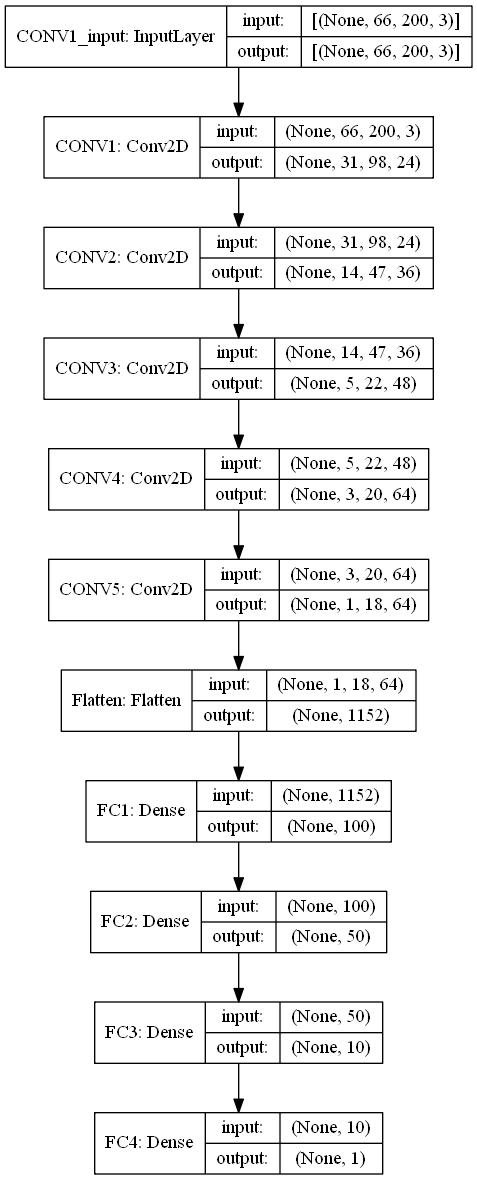 CONV1_input: InputLayer
input: [(None, 66, 200, 3)]
output: [(None, 66, 200, 3)]
CONV1: Conv2D
input: (None, 66, 200, 3)
output: (None, 31, 98, 24)
CONV2: Conv2D
input: (None, 31, 98, 24)
output: (None, 14, 47, 36)
CONV3: Conv2D
input: (None, 14, 47, 36)
output: (None, 5, 22, 48)
CONV4: Conv2D
input: (None, 5, 22, 48)
output: (None, 3, 20, 64)
CONV5: Conv2D
input: (None, 3, 20, 64)
output: (None, 1, 18, 64)
Flatten: Flatten
input: (None, 1, 18, 64)
output: (None, 1152)
FC1: Dense
input: (None, 1152)
output: (None, 100)
FC2: Dense
input: (None, 100)
output: (None, 50)
FC3: Dense
input: (None, 50)
output: (None, 10)
FC4: Dense
input: (None, 10)
output: (None, 1)